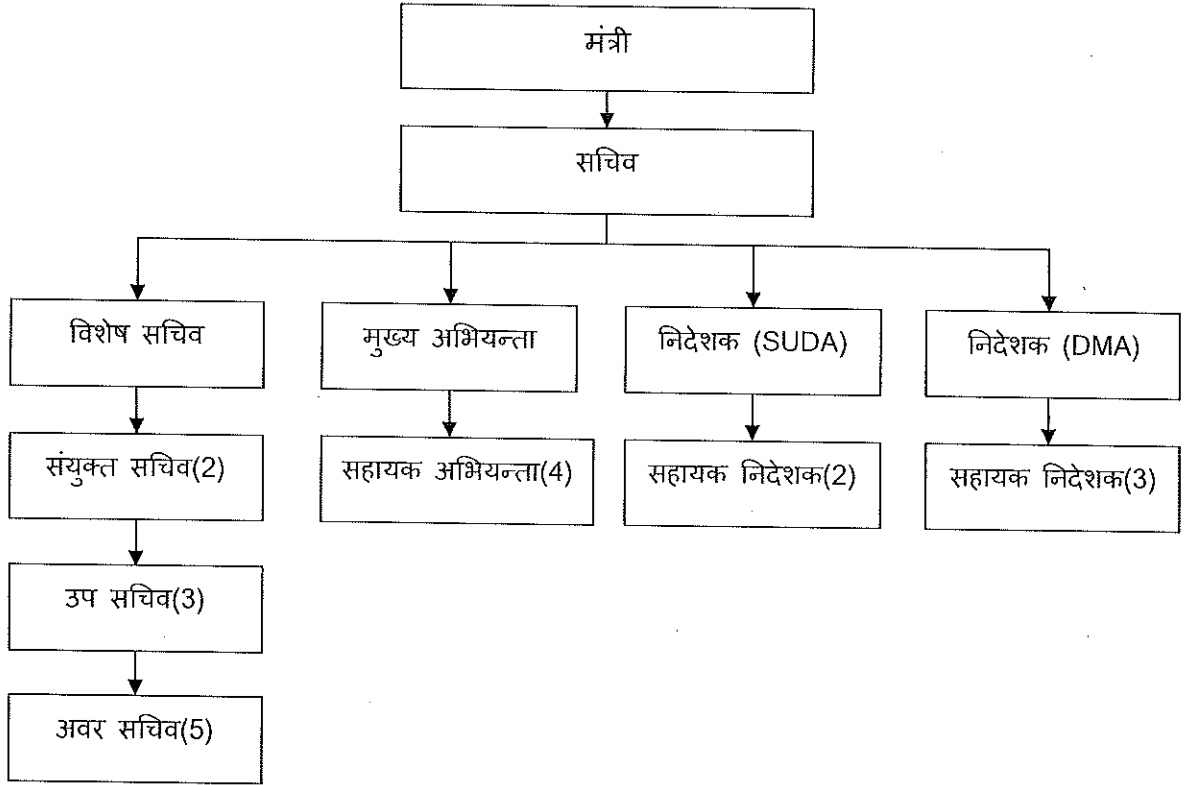 मंत्री
सचिव
विशेष सचिव
मुख्य अभियन्ता
निदेशक (SUDA)
निदेशक (DMA)
संयुक्त सचिव(2)
सहायक अभियन्ता(4)
सहायक निदेशक(2)
सहायक निदेशक(3)
उप सचिव(3)
अवर सचिव(5)